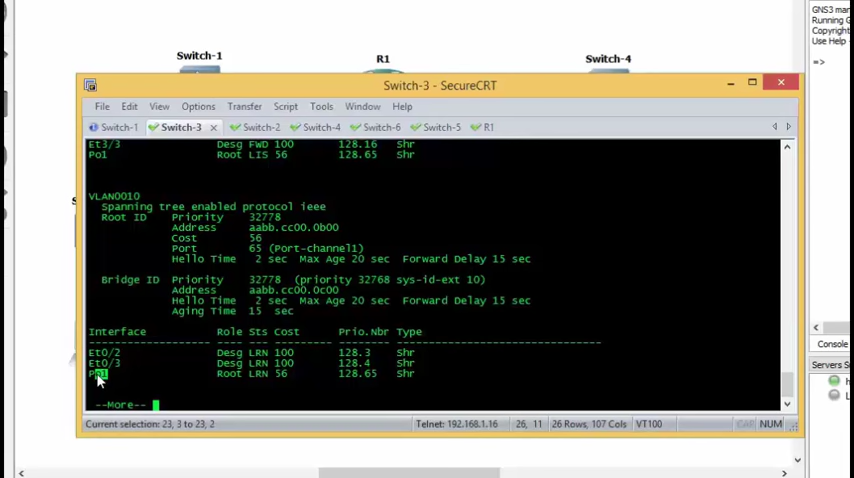 GNS3 man
Running G
Copyright
Use Help -
=>
Switch-1
R1
Switch-4
Switch-3 - SecureCRT
File Edit View Options Transfer Script Tools Window Help
Switch-1 Switch-3 Switch-2 Switch-4 Switch-6 Switch-5 R1
Et3/3 Desg FWD 100 128.16 Shr
Po1 Root LIS 56 128.65 Shr
VLAN0010
Spanning tree enabled protocol ieee
Root ID Priority 32778
Address aabb.cc00.0b00
Cost 56
Port 65 (Port-channel1)
Hello Time 2 sec Max Age 20 sec Forward Delay 15 sec
Bridge ID Priority 32778 (priority 32768 sys-id-ext 10)
Address aabb.cc00.0c00
Hello Time 2 sec Max Age 20 sec Forward Delay 15 sec
Aging Time 15 sec
Interface Role Sts Cost Prio.Nbr Type
Et0/2 Desg LRN 100 128.3 Shr
Et0/3 Desg LRN 100 128.4 Shr
Po1 Root LRN 56 128.65 Shr
--More--
Current selection: 23, 3 to 23, 2 Telnet: 192.168.1.16 26, 11 26 Rows, 107 Cols VT100 CAP NUM
Console
Servers S